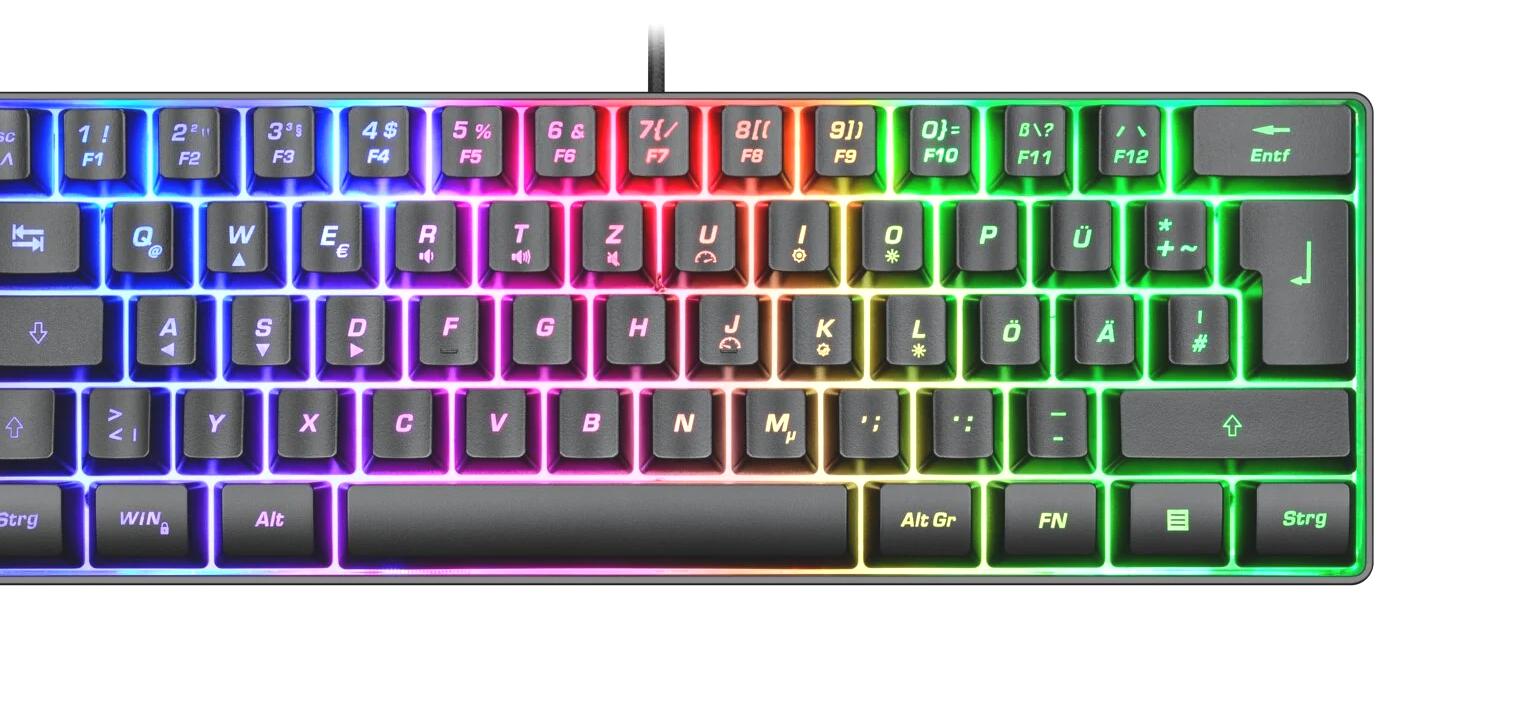 sc 1 ! 2 ² " 3 ³ § 4 $ 5 % 6 & 7 { / 8 [ ( 9 ] ) 0 } = ß \ ?
F1 F2 F3 F4 F5 F6 F7 F8 F9 F10 F11 F12 Entf
Q @ W E € R T Z U I O P Ü * + ~
A S D F G H J K L Ö Ä ' #
> < | Y X C V B N M µ ' ; · : _ -
Strg WIN Alt Alt Gr FN Strg